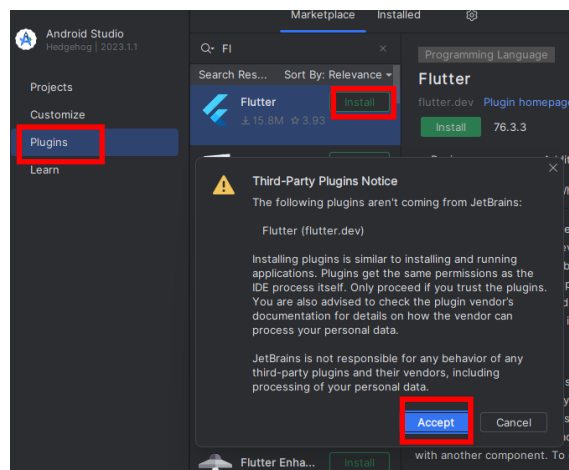 Marketplace Installed
Android Studio
Hedgehog | 2023.1.1
Projects
Customize
Plugins
Learn
Fl
Search Res... Sort By: Relevance
Flutter Install
15.8M 3.93
Programming Language
Flutter
flutter.dev Plugin homepage
Install 76.3.3
Third-Party Plugins Notice
The following plugins aren't coming from JetBrains:
Flutter (flutter.dev)
Installing plugins is similar to installing and running
applications. Plugins get the same permissions as the
IDE process itself. Only proceed if you trust the plugins.
You are also advised to check the plugin vendor's
documentation for details on how the vendor can
process your personal data.
JetBrains is not responsible for any behavior of any
third-party plugins and their vendors, including
processing of your personal data.
Accept Cancel
Flutter Enha... Install
with another component. To